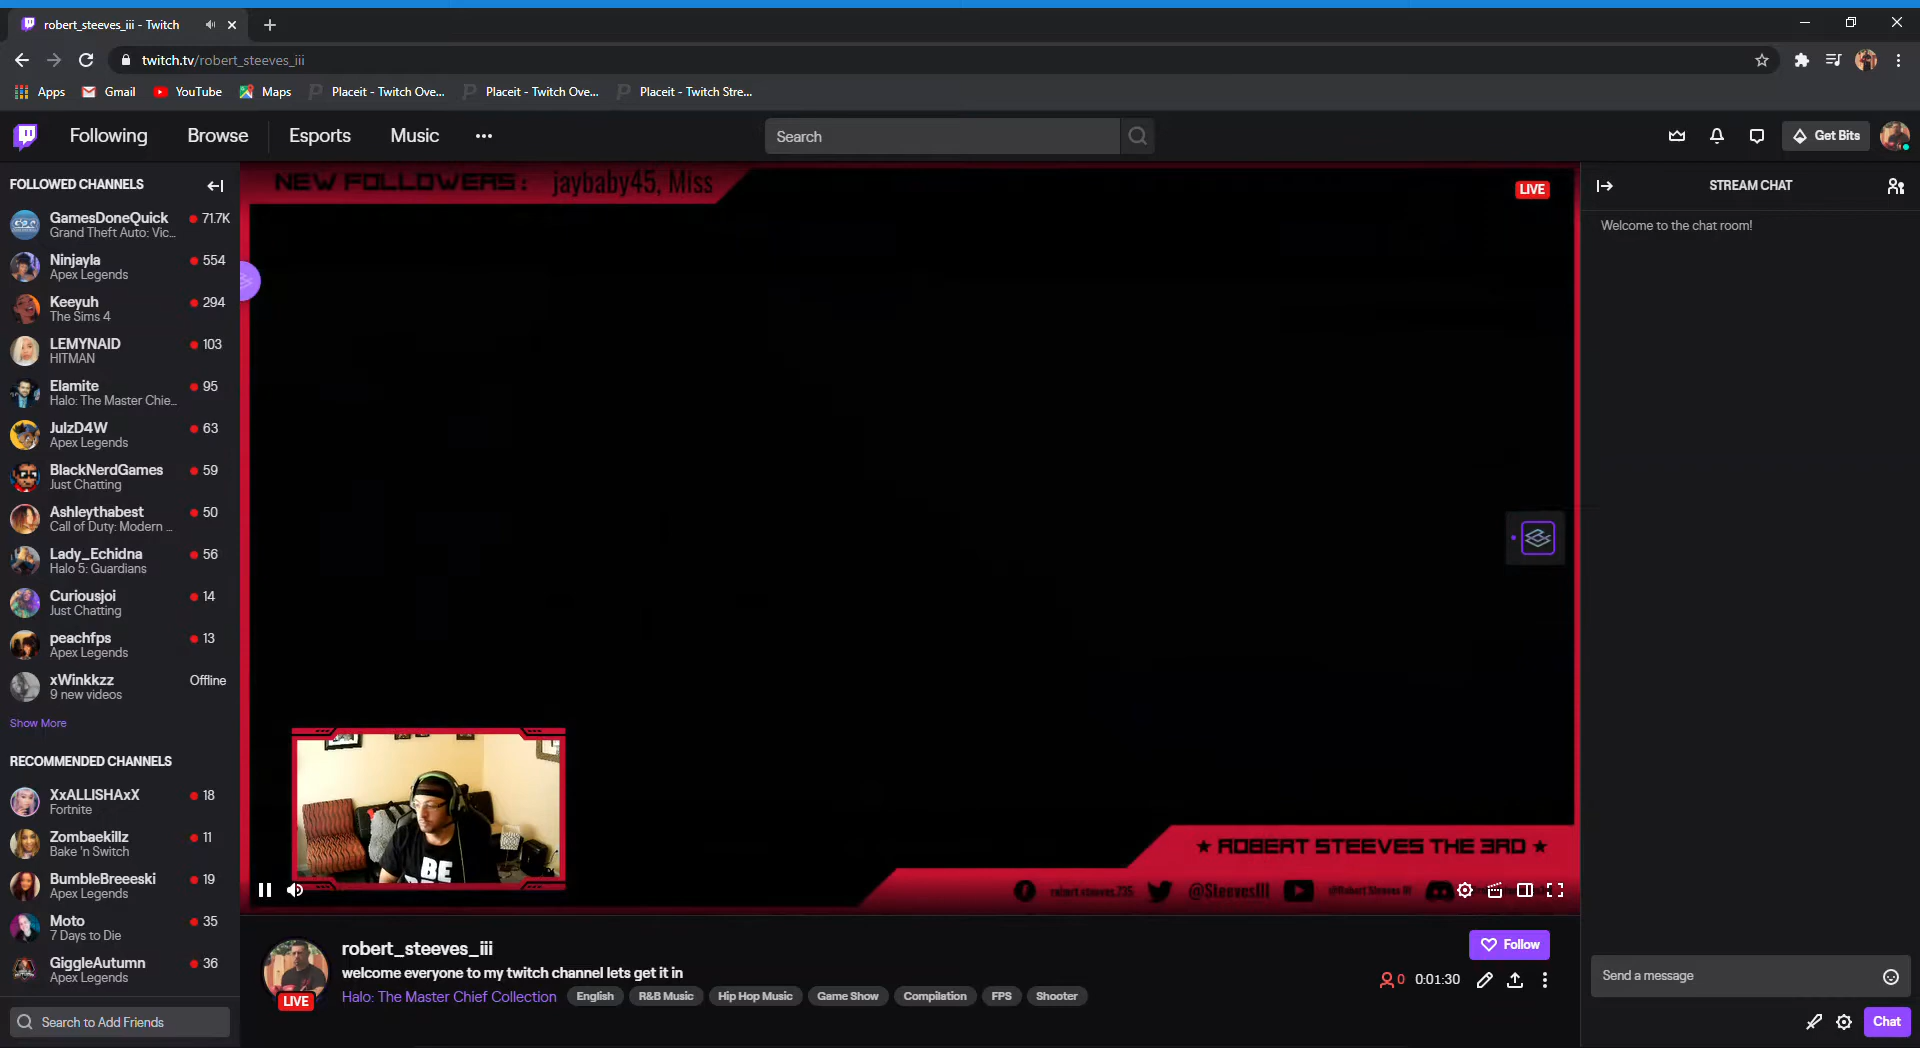 robert_steeves_iii - Twitch
twitch.tv/robert_steeves_iii
Apps Gmail YouTube Maps Placeit - Twitch Ove... Placeit - Twitch Ove... Placeit - Twitch Stre...
Following Browse Esports Music Search Get Bits
FOLLOWED CHANNELS
GamesDoneQuick 71.7K
Grand Theft Auto: Vic...
Ninjayla 554
Apex Legends
Keeyuh 294
The Sims 4
LEMYNAID 103
HITMAN
Elamite 95
Halo: The Master Chie...
JulzD4W 63
Apex Legends
BlackNerdGames 59
Just Chatting
Ashleythabest 50
Call of Duty: Modern ...
Lady_Echidna 56
Halo 5: Guardians
Curiousjoi 14
Just Chatting
peachfps 13
Apex Legends
xWinkkzz Offline
9 new videos
Show More
RECOMMENDED CHANNELS
XxALLISHAxX 18
Fortnite
Zombaekillz 11
Bake 'n Switch
BumbleBreeeski 19
Apex Legends
Moto 35
7 Days to Die
GiggleAutumn 36
Apex Legends
Search to Add Friends
NEW FOLLOWERS: jaybaby45, Miss
LIVE
BE
★ ROBERT STEEVES THE 3RD ★
robert.steeves.735 @SteevesIII @Robert Steeves III
robert_steeves_iii
welcome everyone to my twitch channel lets get it in
Halo: The Master Chief Collection English R&B Music Hip Hop Music Game Show Compilation FPS Shooter
LIVE
Follow
0 0:01:30
STREAM CHAT
Welcome to the chat room!
Send a message
Chat